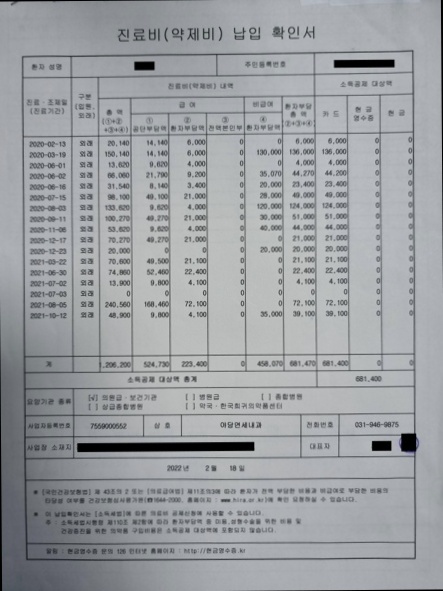 진료비(약제비) 납입 확인서
환자 성명 주민등록번호
진료·조제일 (진료기간) 구분 (입원, 외래) 진료비(약제비) 내역 소득공제 대상액
총 액 (①+② +③+④) 급 여 비급여 환자부담 총 액 (②+③+④) 카 드 현 금 영수증 현 금
① 공단부담액 ② 환자부담액 ③ 전액본인부 ④ 환자부담액
2020-02-13 외래 20,140 14,140 6,000 0 0 6,000 6,000 0 0
2020-03-19 외래 150,140 14,140 6,000 0 130,000 136,000 136,000 0 0
2020-06-01 외래 13,620 9,620 4,000 0 0 4,000 4,000 0 0
2020-06-02 외래 66,060 21,790 9,200 0 35,070 44,270 44,270 0 0
2020-06-16 외래 31,540 8,140 3,400 0 20,000 23,400 23,400 0 0
2020-07-15 외래 98,100 49,100 21,000 0 28,000 49,000 49,000 0 0
2020-08-03 외래 133,620 9,620 4,000 0 120,000 124,000 124,000 0 0
2020-09-11 외래 100,270 49,270 21,000 0 30,000 51,000 51,000 0 0
2020-11-06 외래 53,620 9,620 4,000 0 40,000 44,000 44,000 0 0
2020-12-17 외래 70,270 49,270 21,000 0 0 21,000 21,000 0 0
2020-12-23 외래 20,000 0 0 0 20,000 20,000 20,000 0 0
2021-03-22 외래 70,600 49,500 21,100 0 0 21,100 21,100 0 0
2021-06-30 외래 74,860 52,460 22,400 0 0 22,400 22,400 0 0
2021-07-02 외래 13,900 9,800 4,100 0 0 4,100 4,100 0 0
2021-07-03 외래 0 0 0 0 0 0 0 0 0
2021-08-05 외래 240,560 168,460 72,100 0 0 72,100 72,100 0 0
2021-10-12 외래 48,900 9,800 4,100 0 35,000 39,100 39,100 0 0
계 1,206,200 524,730 223,400 0 458,070 681,470 681,400 0 0
소득공제 대상액 총계 681,400
요양기관 종류 [√] 의원급·보건기관 [ ] 병원급 [ ] 종합병원
[ ] 상급종합병원 [ ] 약국·한국희귀의약품센터
사업자등록번호 7559000552 상 호 아담연세내과 전화번호 031-946-9875
사업장 소재지 대표자
2022 년 2 월 18 일
* [국민건강보험법] 제 43조의 2 또는 [의료급여법] 제11조의3에 따라 환자가 전액 부담한 비용과 비급여로 부담한 비용의
타당성 여부를 건강보험심사평가원(☎1644-2000, 홈페이지 : www.hira.or.kr)에 확인 요청하실 수 있습니다.
* 이 납입확인서는 [소득세법]에 따른 의료비 공제신청에 사용할 수 있습니다.
주 · 소득세법시행령 제110조 제2항에 따라 환자부담액 중 미용,성형수술을 위한 비용 및
건강증진을 위한 의약품 구입비용은 소득공제 대상액에 포함되지 않습니다.
알림 : 현금영수증 문의 126 인터넷 홈페이지 : http://현금영수증.kr